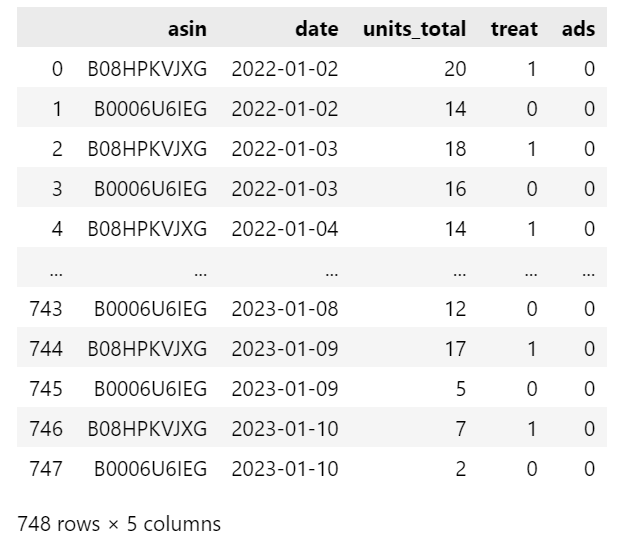 asin date units_total treat ads
0 B08HPKVJXG 2022-01-02 20 1 0
1 B0006U6IEG 2022-01-02 14 0 0
2 B08HPKVJXG 2022-01-03 18 1 0
3 B0006U6IEG 2022-01-03 16 0 0
4 B08HPKVJXG 2022-01-04 14 1 0
... ... ... ... ... ...
743 B0006U6IEG 2023-01-08 12 0 0
744 B08HPKVJXG 2023-01-09 17 1 0
745 B0006U6IEG 2023-01-09 5 0 0
746 B08HPKVJXG 2023-01-10 7 1 0
747 B0006U6IEG 2023-01-10 2 0 0
748 rows × 5 columns